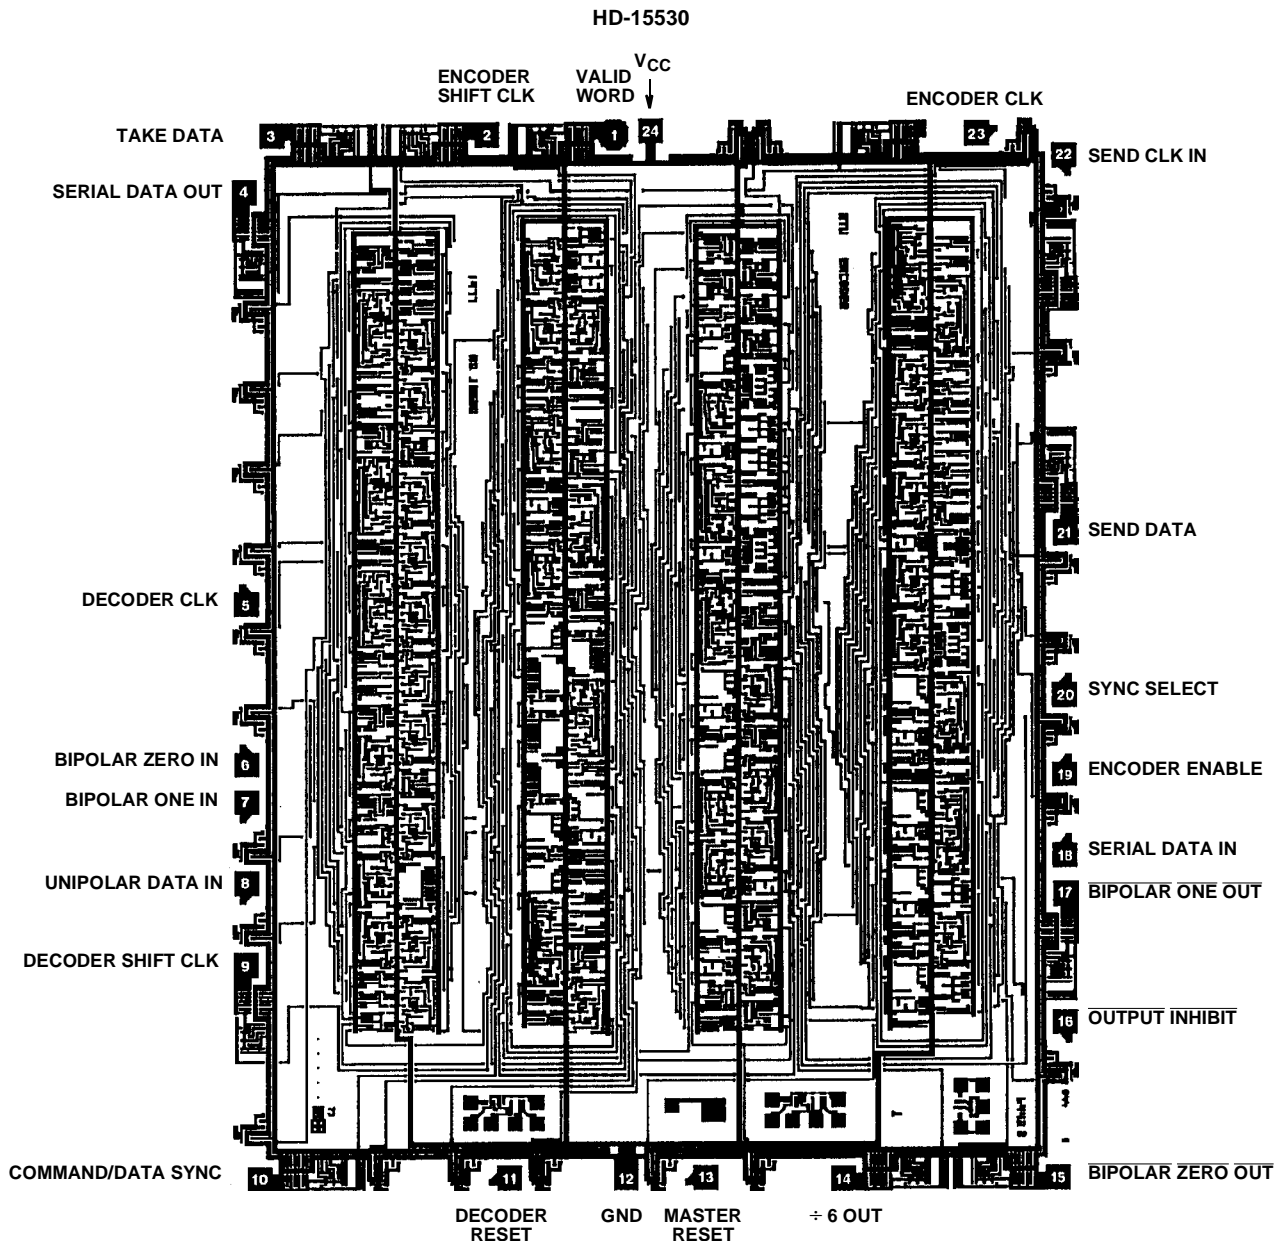 HD-15530
VCC
ENCODER
SHIFT CLK
VALID
WORD
ENCODER CLK
TAKE DATA
3
2
1
24
23
22
SEND CLK IN
SERIAL DATA OUT
4
21
SEND DATA
DECODER CLK
5
20
SYNC SELECT
BIPOLAR ZERO IN
6
19
ENCODER ENABLE
BIPOLAR ONE IN
7
18
SERIAL DATA IN
UNIPOLAR DATA IN
8
17
BIPOLAR ONE OUT
DECODER SHIFT CLK
9
16
OUTPUT INHIBIT
COMMAND/DATA SYNC
10
11
12
13
14
15
BIPOLAR ZERO OUT
DECODER
RESET
GND
MASTER
RESET
÷ 6 OUT